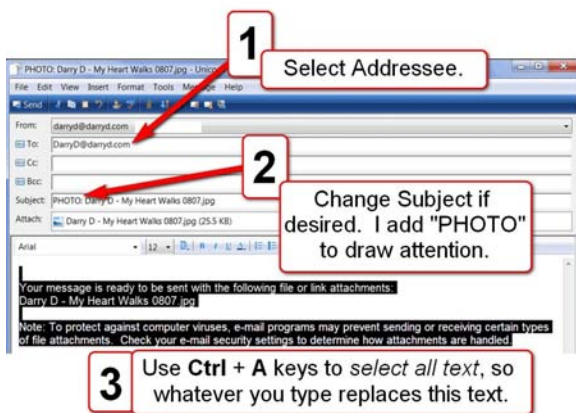 1
Select Addressee.
PHOTO: Darry D - My Heart Walks 0807.jpg - Unico
File Edit View Insert Format Tools Message Help
Send
From: darryd@darryd.com
To: DarryD@darryd.com
Cc:
Bcc:
2
Subject: PHOTO: Darry D - My Heart Walks 0807.jpg
Attach: Darry D - My Heart Walks 0807.jpg (25.5 KB)
Change Subject if
desired. I add "PHOTO"
to draw attention.
Arial 12
Your message is ready to be sent with the following file or link attachments:
Darry D - My Heart Walks 0807.jpg
Note: To protect against computer viruses, e-mail programs may prevent sending or receiving certain types
of file attachments. Check your e-mail security settings to determine how attachments are handled.
3
Use Ctrl + A keys to select all text, so
whatever you type replaces this text.